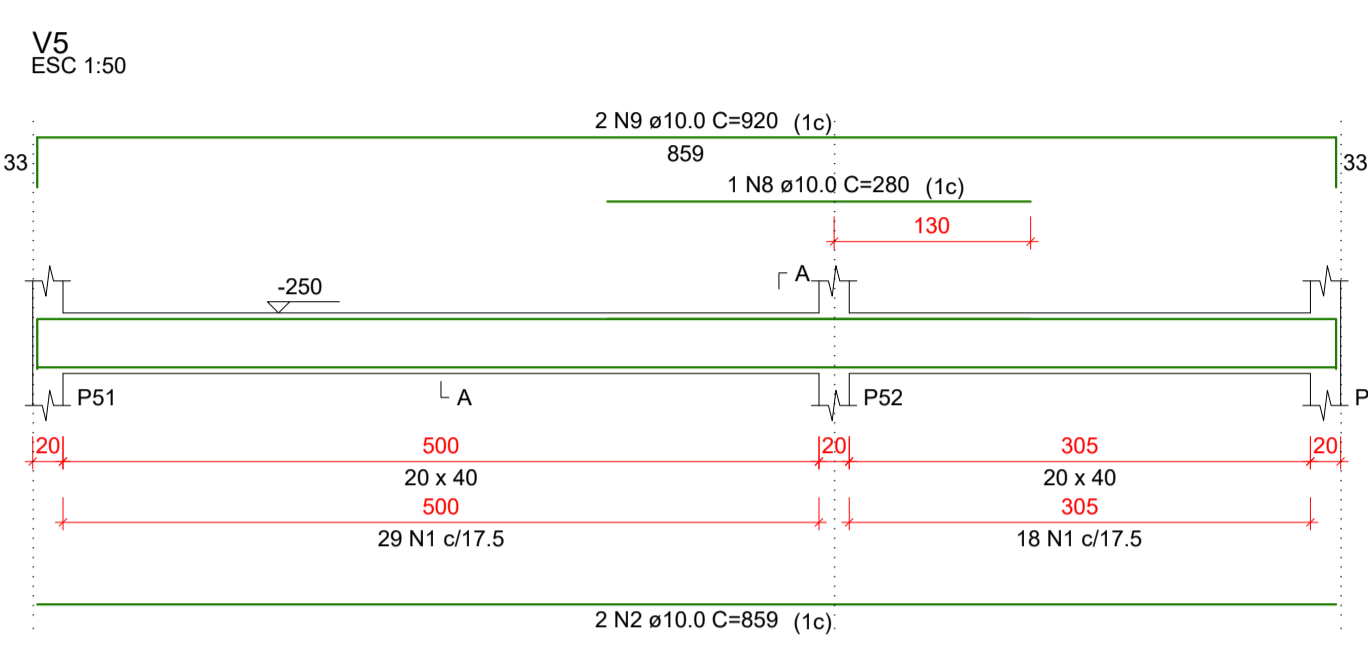 V5
ESC 1:50
2 N9 ø10.0 C=920 (1c)
33
859
33
1 N8 ø10.0 C=280 (1c)
130
A
-250
P51
A
P52
P
20
500
20
305
20
20 x 40
20 x 40
500
305
29 N1 c/17.5
18 N1 c/17.5
2 N2 ø10.0 C=859 (1c)